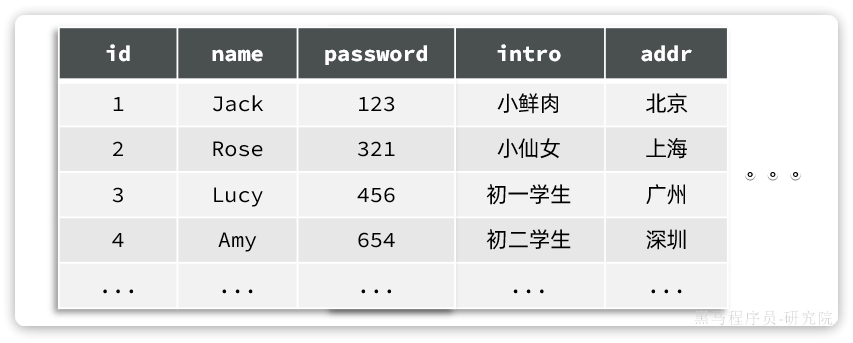 id name password intro addr
1 Jack 123 小鲜肉 北京
2 Rose 321 小仙女 上海
3 Lucy 456 初一学生 广州
4 Amy 654 初二学生 深圳
... ... ... ... ...
。。。
黑马程序员-研究院